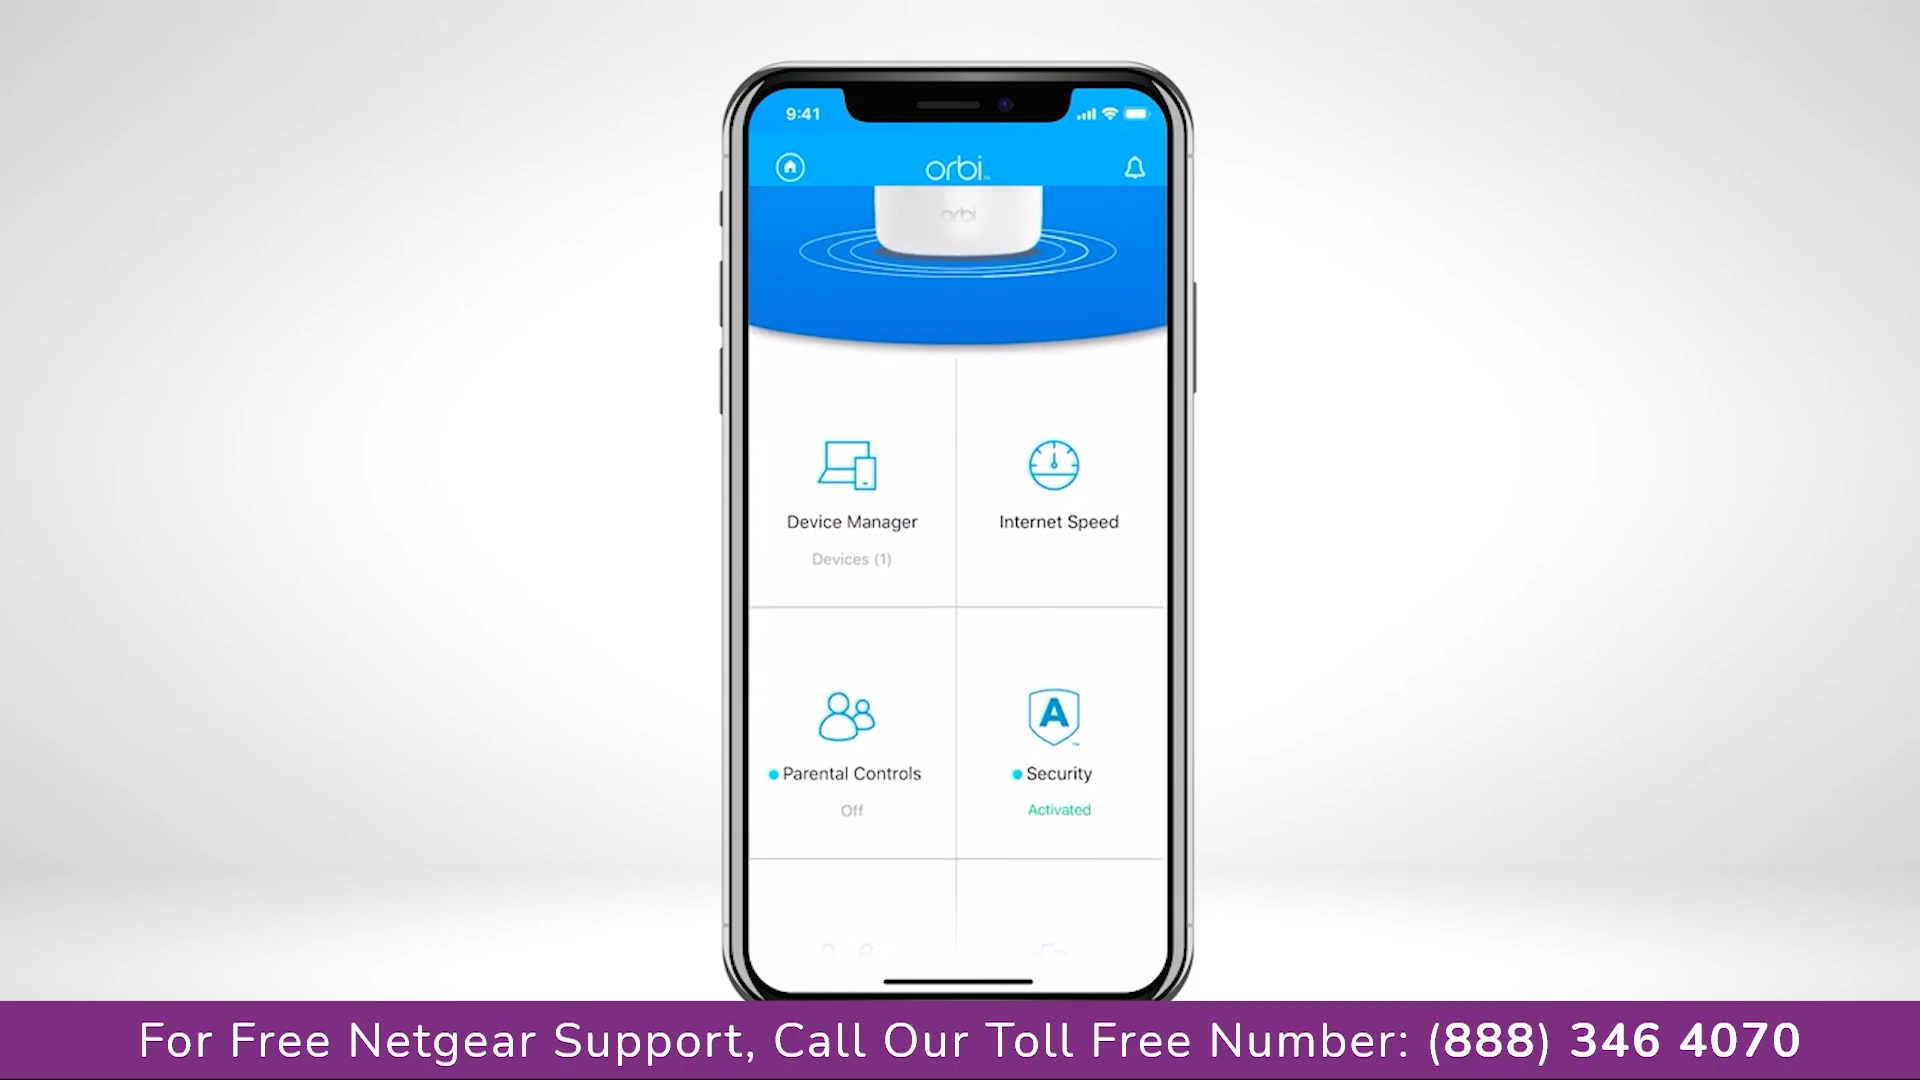 9:41
orbi
orbi
Device Manager
Internet Speed
Devices (1)
Parental Controls
A
Security
Off
Activated
For Free Netgear Support, Call Our Toll Free Number: (888) 346 4070